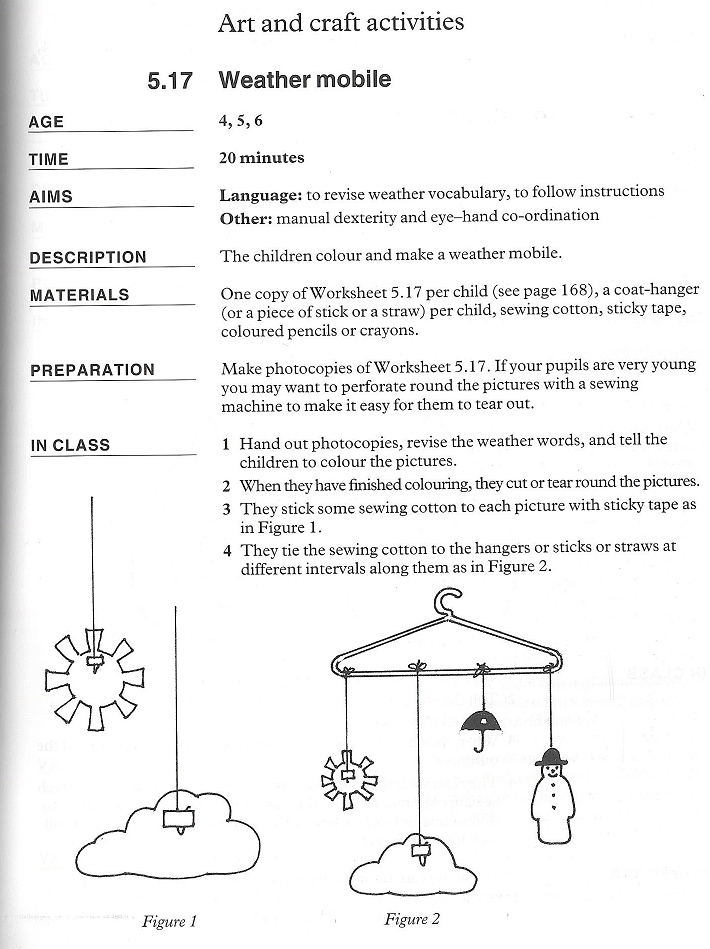 Art and craft activities
5.17 Weather mobile
AGE 4, 5, 6
TIME 20 minutes
AIMS Language: to revise weather vocabulary, to follow instructions
Other: manual dexterity and eye–hand co-ordination
DESCRIPTION The children colour and make a weather mobile.
MATERIALS One copy of Worksheet 5.17 per child (see page 168), a coat-hanger
(or a piece of stick or a straw) per child, sewing cotton, sticky tape,
coloured pencils or crayons.
PREPARATION Make photocopies of Worksheet 5.17. If your pupils are very young
you may want to perforate round the pictures with a sewing
machine to make it easy for them to tear out.
IN CLASS 1 Hand out photocopies, revise the weather words, and tell the
children to colour the pictures.
2 When they have finished colouring, they cut or tear round the pictures.
3 They stick some sewing cotton to each picture with sticky tape as
in Figure 1.
4 They tie the sewing cotton to the hangers or sticks or straws at
different intervals along them as in Figure 2.
Figure 1 Figure 2